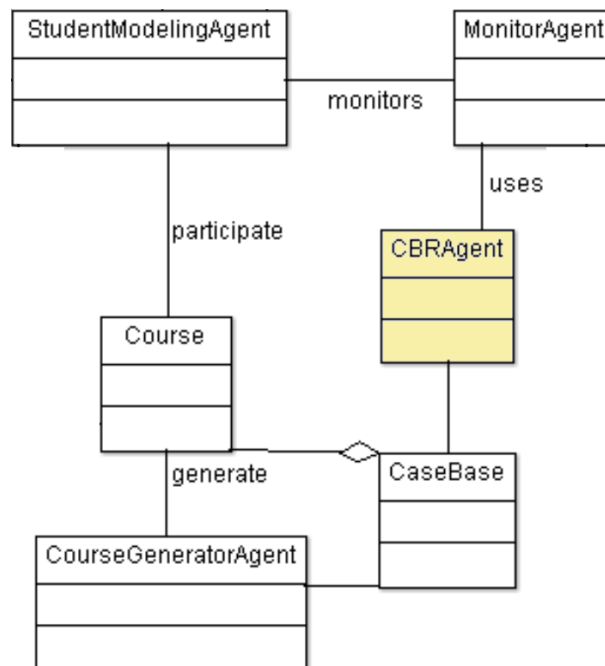 StudentModelingAgent
MonitorAgent
monitors
uses
participate
CBRAgent
Course
generate
CaseBase
CourseGeneratorAgent